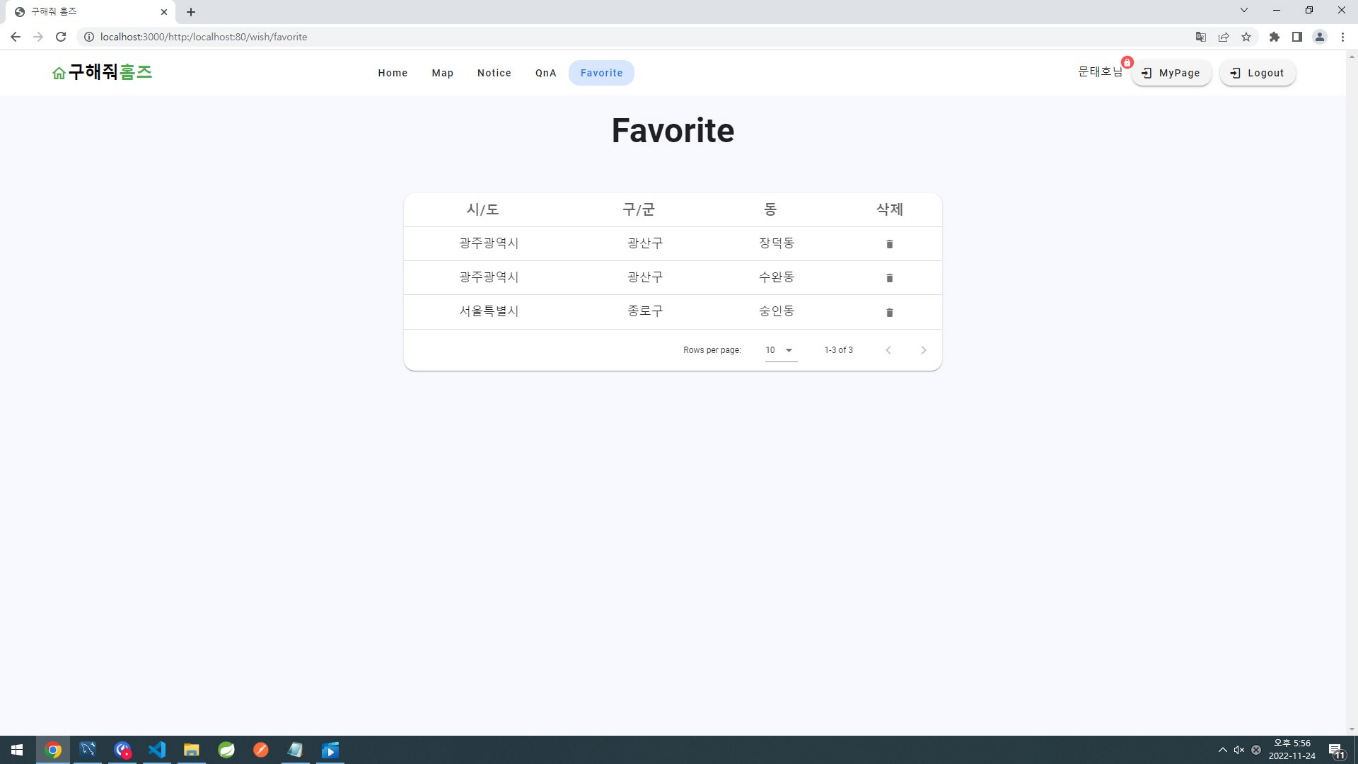 구해줘 홈즈
localhost:3000/http:/localhost:80/wish/favorite
구해줘홈즈
Home Map Notice QnA Favorite
문태호님 MyPage Logout
Favorite
시/도 구/군 동 삭제
광주광역시 광산구 장덕동
광주광역시 광산구 수완동
서울특별시 종로구 숭인동
Rows per page: 10 1-3 of 3
오후 5:56
2022-11-24
11